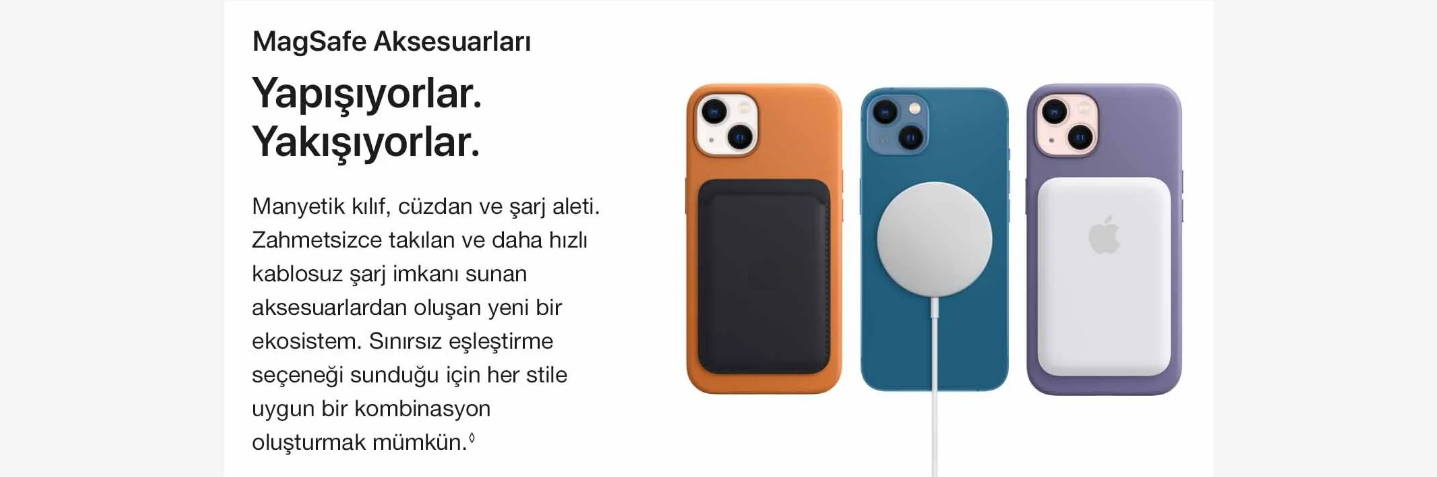 MagSafe Aksesuarları
Yapışıyorlar.
Yakışıyorlar.
Manyetik kılıf, cüzdan ve şarj aleti.
Zahmetsizce takılan ve daha hızlı
kablosuz şarj imkanı sunan
aksesuarlardan oluşan yeni bir
ekosistem. Sınırsız eşleştirme
seçeneği sunduğu için her stile
uygun bir kombinasyon
oluşturmak mümkün.◊